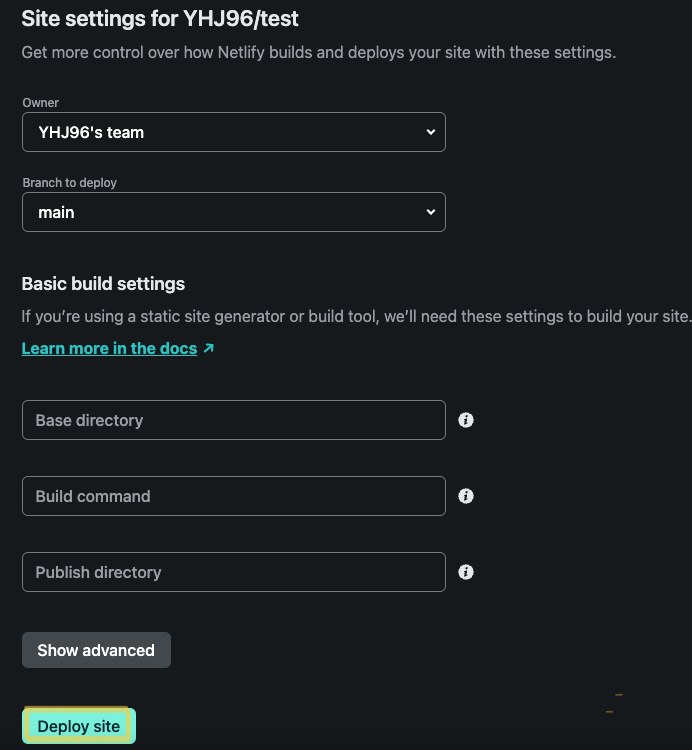 Site settings for YHJ96/test
Get more control over how Netlify builds and deploys your site with these settings.
Owner
YHJ96's team
Branch to deploy
main
Basic build settings
If you’re using a static site generator or build tool, we’ll need these settings to build your site.
Learn more in the docs ↗
Base directory
Build command
Publish directory
Show advanced
Deploy site